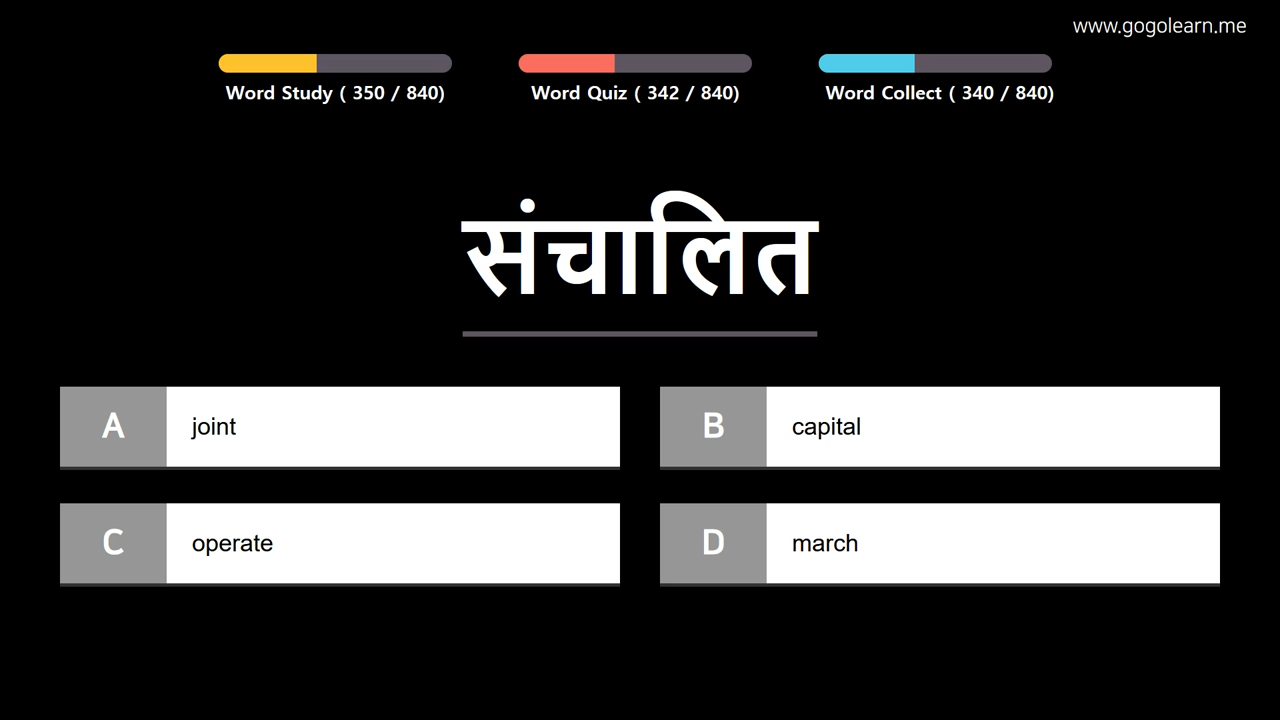 www.gogolearn.me
Word Study ( 350 / 840)
Word Quiz ( 342 / 840)
Word Collect ( 340 / 840)
संचालित
A joint
B capital
C operate
D march